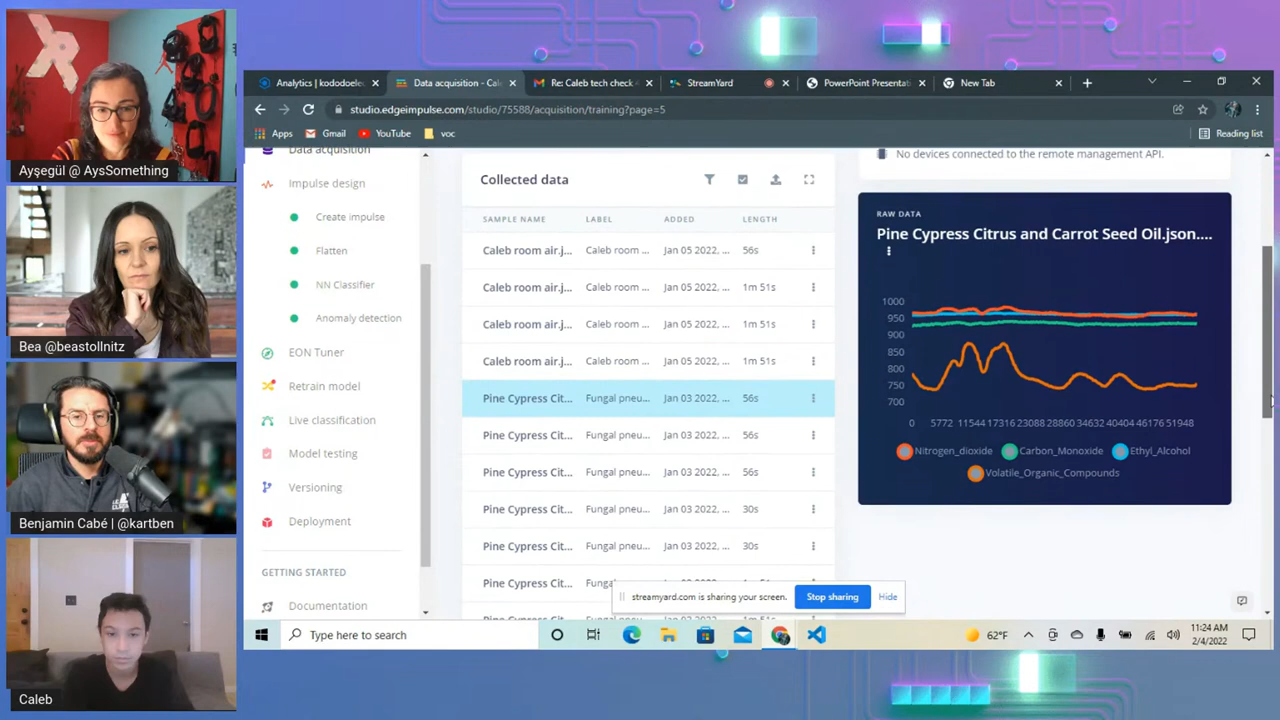 Ayşegül @ AysSomething
Bea @beastollnitz
Benjamin Cabé | @kartben
Caleb
Analytics | kododoele
Data acquisition - Cale
Re: Caleb tech check
StreamYard
PowerPoint Presentati
New Tab
studio.edgeimpulse.com/studio/75588/acquisition/training?page=5
Apps
Gmail
YouTube
voc
Reading list
Data acquisition
Impulse design
Create impulse
Flatten
NN Classifier
Anomaly detection
EON Tuner
Retrain model
Live classification
Model testing
Versioning
Deployment
GETTING STARTED
Documentation
Collected data
SAMPLE NAME LABEL ADDED LENGTH
Caleb room air.j... Caleb room ... Jan 05 2022, ... 56s
Caleb room air.j... Caleb room ... Jan 05 2022, ... 1m 51s
Caleb room air.j... Caleb room ... Jan 05 2022, ... 1m 51s
Caleb room air.j... Caleb room ... Jan 05 2022, ... 1m 51s
Pine Cypress Cit... Fungal pneu... Jan 03 2022, ... 56s
Pine Cypress Cit... Fungal pneu... Jan 03 2022, ... 56s
Pine Cypress Cit... Fungal pneu... Jan 03 2022, ... 56s
Pine Cypress Cit... Fungal pneu... Jan 03 2022, ... 30s
Pine Cypress Cit... Fungal pneu... Jan 03 2022, ... 30s
Pine Cypress Cit...
No devices connected to the remote management API.
RAW DATA
Pine Cypress Citrus and Carrot Seed Oil.json....
1000
950
900
850
800
750
700
0 5772 11544 17316 23088 28860 34632 40404 46176 51948
Nitrogen_dioxide Carbon_Monoxide Ethyl_Alcohol
Volatile_Organic_Compounds
streamyard.com is sharing your screen. Stop sharing Hide
Type here to search
62°F
11:24 AM
2/4/2022